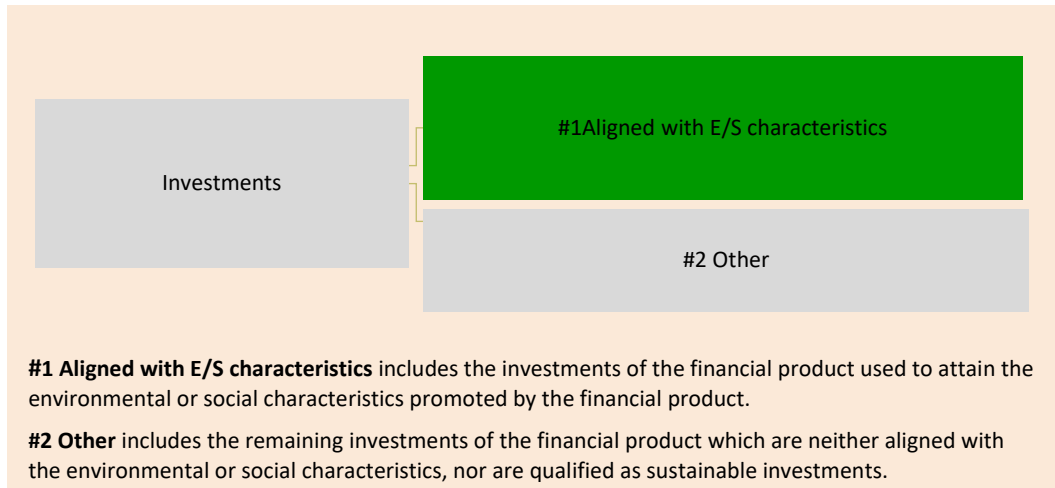 #1Aligned with E/S characteristics
Investments
#2 Other
#1 Aligned with E/S characteristics includes the investments of the financial product used to attain the
environmental or social characteristics promoted by the financial product.
#2 Other includes the remaining investments of the financial product which are neither aligned with
the environmental or social characteristics, nor are qualified as sustainable investments.